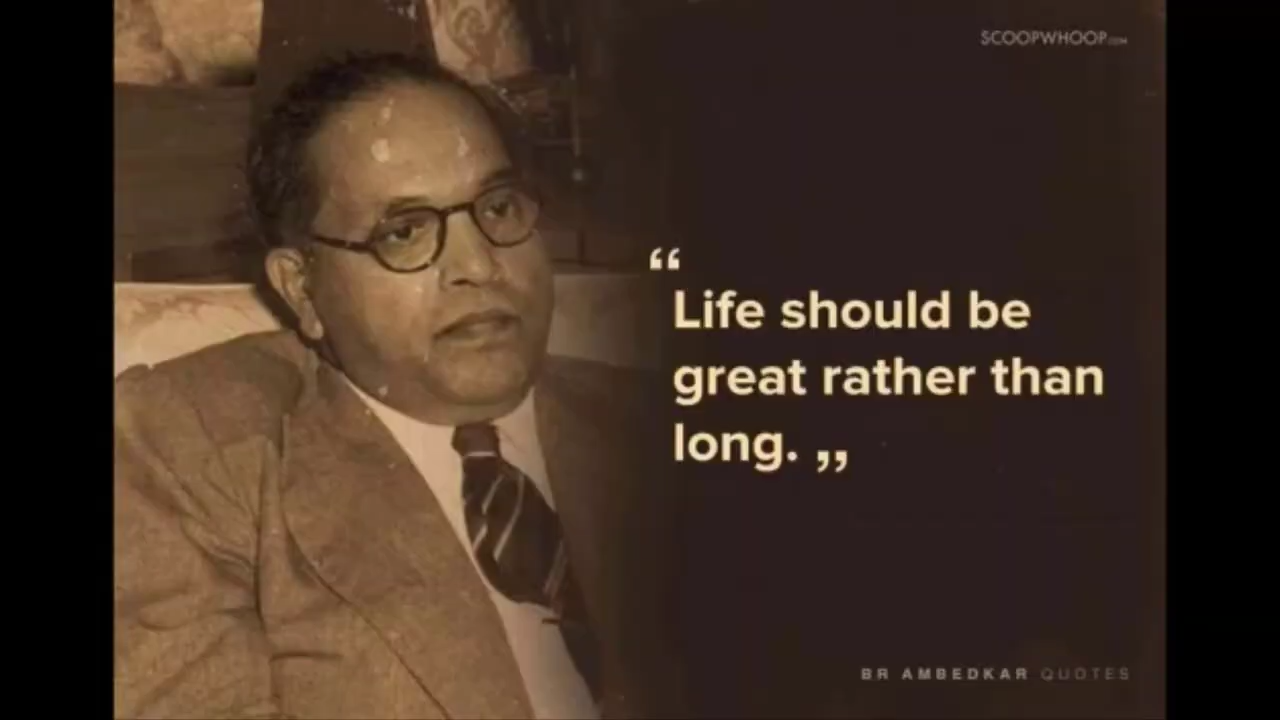 SCOOPWHOOP.COM
“
Life should be
great rather than
long. ”
BR AMBEDKAR QUOTES